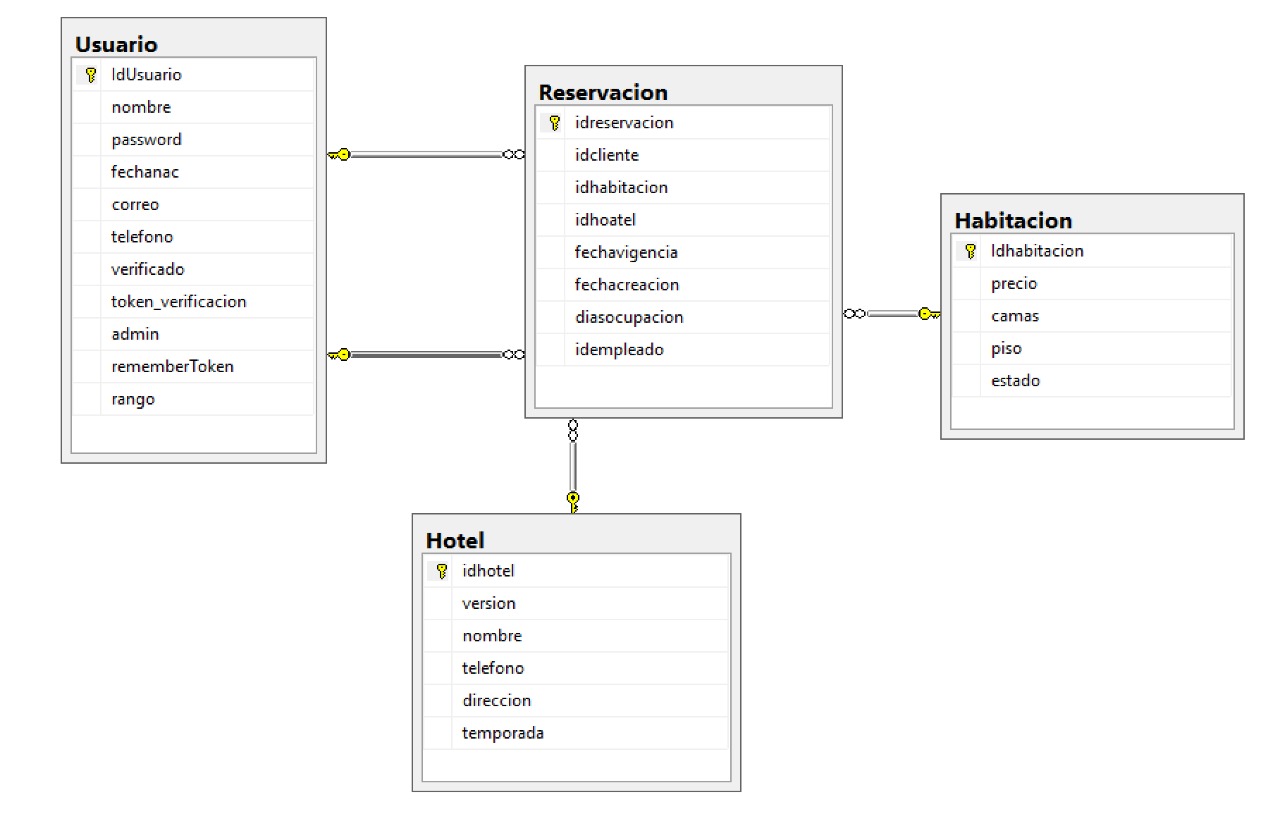 Usuario
IdUsuario
nombre
password
fechanac
correo
telefono
verificado
token_verificacion
admin
rememberToken
rango
Reservacion
idreservacion
idcliente
idhabitacion
idhoatel
fechavigencia
fechacreacion
diasocupacion
idempleado
Habitacion
Idhabitacion
precio
camas
piso
estado
Hotel
idhotel
version
nombre
telefono
direccion
temporada